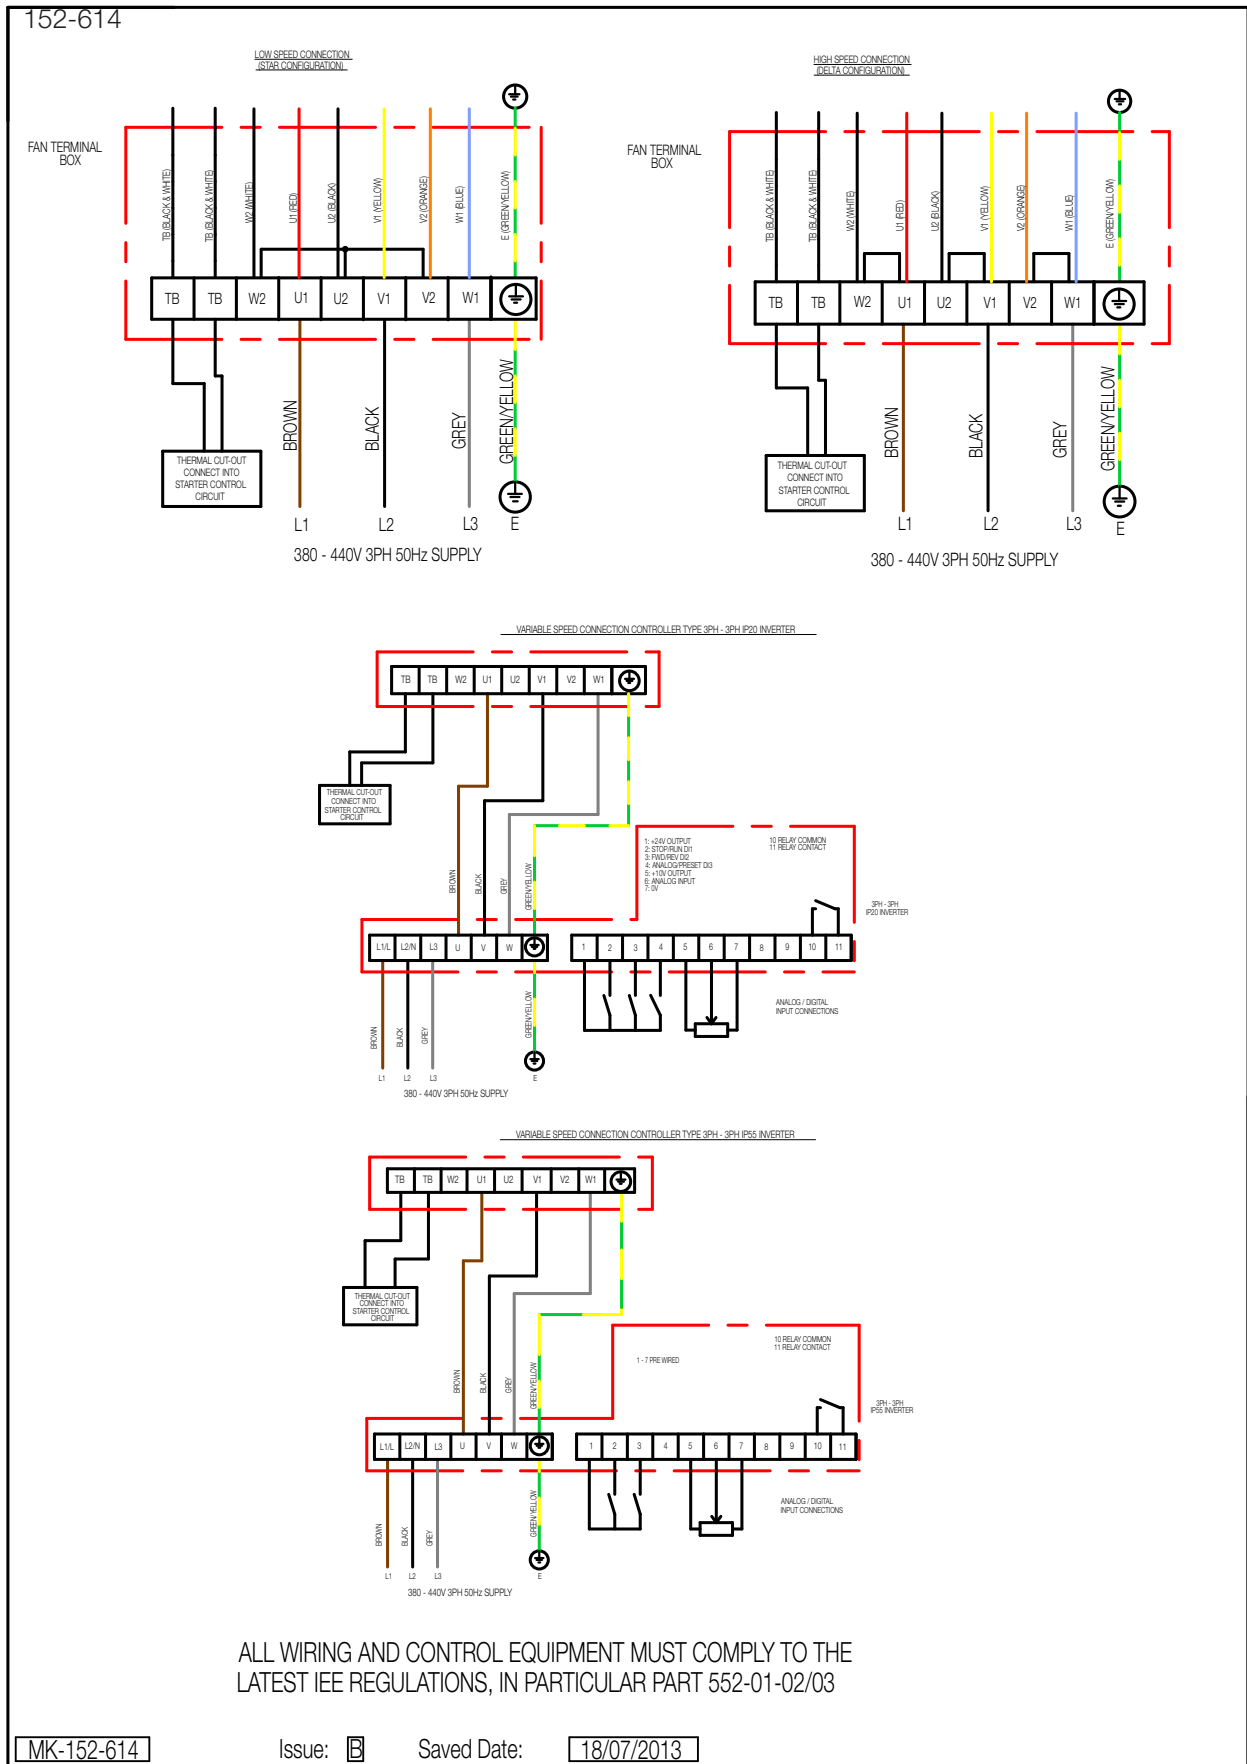 152-614
LOW SPEED CONNECTION
(STAR CONFIGURATION)
FAN TERMINAL
BOX
TB (BLACK & WHITE)
TB (BLACK & WHITE)
W2 (WHITE)
U1 (RED)
U2 (BLACK)
V1 (YELLOW)
V2 (ORANGE)
W1 (BLUE)
E (GREEN/YELLOW)
TB TB W2 U1 U2 V1 V2 W1
BROWN
BLACK
GREY
GREEN/YELLOW
THERMAL CUT-OUT
CONNECT INTO
STARTER CONTROL
CIRCUIT
L1 L2 L3 E
380 - 440V 3PH 50Hz SUPPLY
HIGH SPEED CONNECTION
(DELTA CONFIGURATION)
FAN TERMINAL
BOX
TB (BLACK & WHITE)
TB (BLACK & WHITE)
W2 (WHITE)
U1 (RED)
U2 (BLACK)
V1 (YELLOW)
V2 (ORANGE)
W1 (BLUE)
E (GREEN/YELLOW)
TB TB W2 U1 U2 V1 V2 W1
BROWN
BLACK
GREY
GREEN/YELLOW
THERMAL CUT-OUT
CONNECT INTO
STARTER CONTROL
CIRCUIT
L1 L2 L3 E
380 - 440V 3PH 50Hz SUPPLY
VARIABLE SPEED CONNECTION CONTROLLER TYPE 3PH - 3PH IP20 INVERTER
TB TB W2 U1 U2 V1 V2 W1
THERMAL CUT-OUT
CONNECT INTO
STARTER CONTROL
CIRCUIT
BROWN
BLACK
GREY
GREEN/YELLOW
1: +24V OUTPUT
2: STOP/RUN DI1
3: FWD/REV DI2
4: ANALOG/PRESET DI3
5: +10V OUTPUT
6: ANALOG INPUT
7: 0V
10 RELAY COMMON
11 RELAY CONTACT
3PH - 3PH
IP20 INVERTER
L1/L L2/N L3 U V W
1 2 3 4 5 6 7 8 9 10 11
BROWN
BLACK
GREY
GREEN/YELLOW
ANALOG / DIGITAL
INPUT CONNECTIONS
L1 L2 L3 E
380 - 440V 3PH 50Hz SUPPLY
VARIABLE SPEED CONNECTION CONTROLLER TYPE 3PH - 3PH IP55 INVERTER
TB TB W2 U1 U2 V1 V2 W1
THERMAL CUT-OUT
CONNECT INTO
STARTER CONTROL
CIRCUIT
BROWN
BLACK
GREY
GREEN/YELLOW
1 - 7 PRE WIRED
10 RELAY COMMON
11 RELAY CONTACT
3PH - 3PH
IP55 INVERTER
L1/L L2/N L3 U V W
1 2 3 4 5 6 7 8 9 10 11
BROWN
BLACK
GREY
GREEN/YELLOW
ANALOG / DIGITAL
INPUT CONNECTIONS
L1 L2 L3 E
380 - 440V 3PH 50Hz SUPPLY
ALL WIRING AND CONTROL EQUIPMENT MUST COMPLY TO THE
LATEST IEE REGULATIONS, IN PARTICULAR PART 552-01-02/03
MK-152-614 Issue: B Saved Date: 18/07/2013